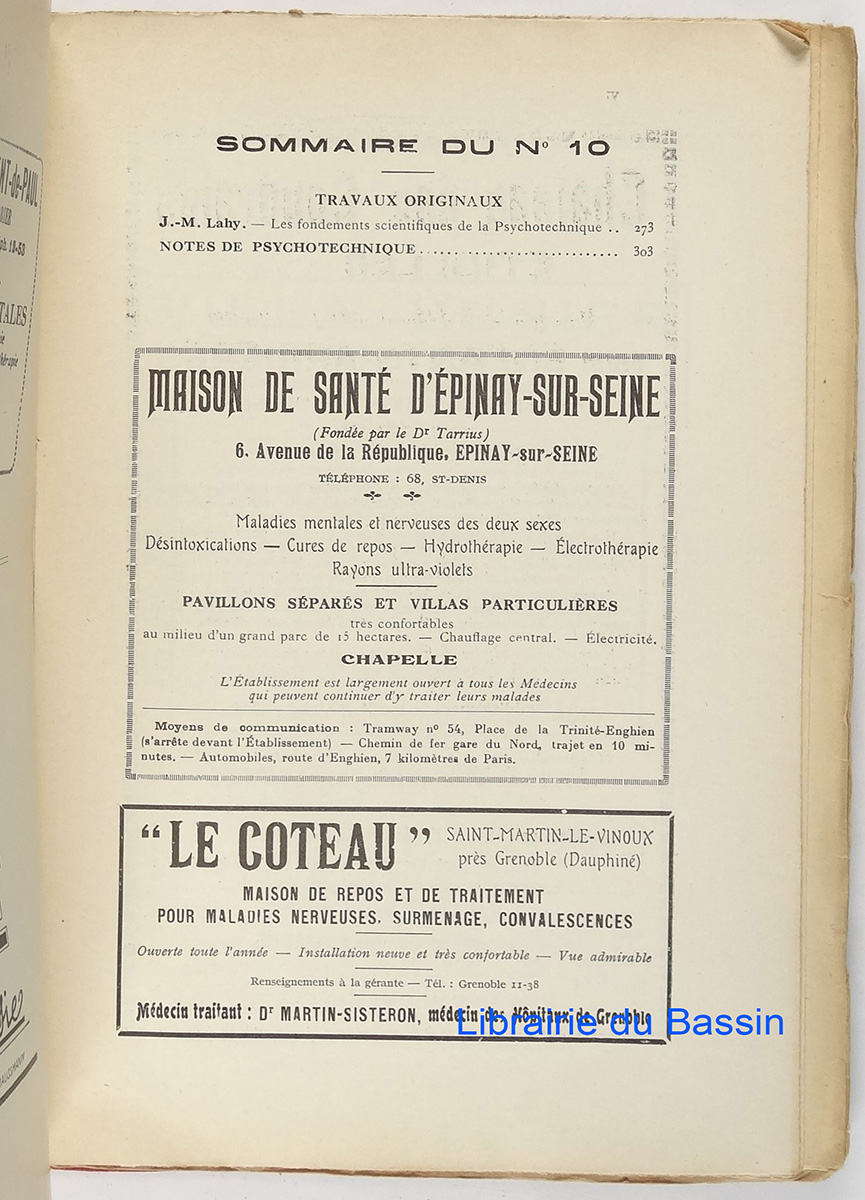 NT-de-PAUL
TALES
SOMMAIRE DU Nº 10
TRAVAUX ORIGINAUX
J.-M. Lahy. — Les fondements scientifiques de la Psychotechnique .. 273
NOTES DE PSYCHOTECHNIQUE ........................... 303
MAISON DE SANTÉ D'ÉPINAY-SUR-SEINE
(Fondée par le Dr Tarrius)
6, Avenue de la République, EPINAY-sur-SEINE
TÉLÉPHONE : 68, ST-DENIS
Maladies mentales et nerveuses des deux sexes
Désintoxications — Cures de repos — Hydrothérapie — Électrothérapie
Rayons ultra-violets
PAVILLONS SÉPARÉS ET VILLAS PARTICULIÈRES
très confortables
au milieu d'un grand parc de 15 hectares. — Chauffage central. — Électricité.
CHAPELLE
L'Établissement est largement ouvert à tous les Médecins
qui peuvent continuer d'y traiter leurs malades
Moyens de communication : Tramway nº 54, Place de la Trinité-Enghien
(s'arrête devant l'Établissement) — Chemin de fer gare du Nord, trajet en 10 mi-
nutes. — Automobiles, route d'Enghien, 7 kilomètres de Paris.
“LE COTEAU” SAINT-MARTIN-LE-VINOUX
près Grenoble (Dauphiné)
MAISON DE REPOS ET DE TRAITEMENT
POUR MALADIES NERVEUSES, SURMENAGE, CONVALESCENCES
Ouverte toute l'année — Installation neuve et très confortable — Vue admirable
Renseignements à la gérante — Tél. : Grenoble 11-38
Médecin traitant : Dr MARTIN-SISTERON, médecin des Hôpitaux de Grenoble
Librairie du Bassin